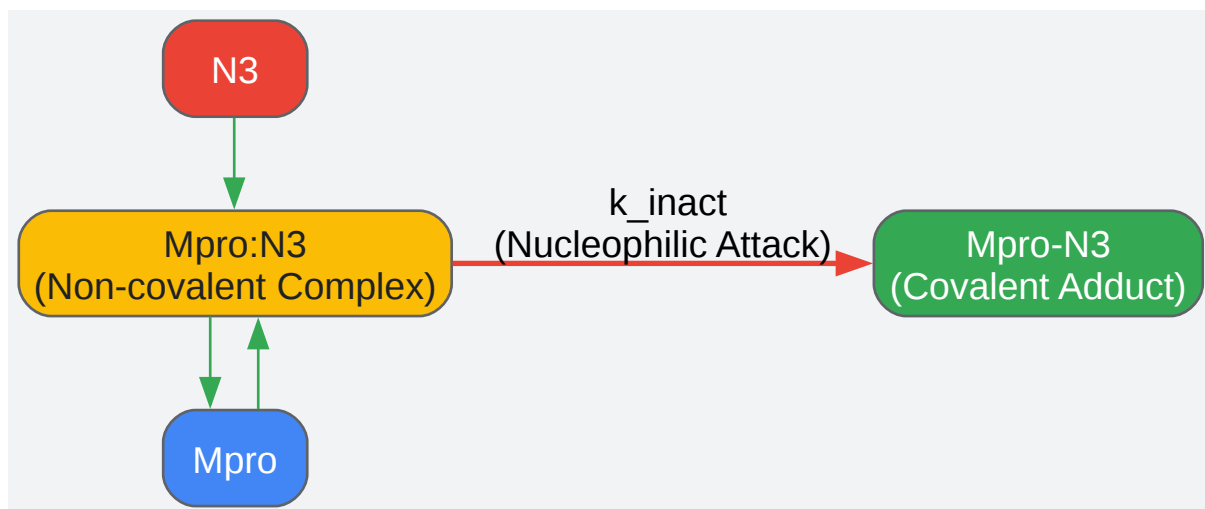 N3
Mpro:N3
(Non-covalent Complex)
k_inact
(Nucleophilic Attack)
Mpro-N3
(Covalent Adduct)
Mpro